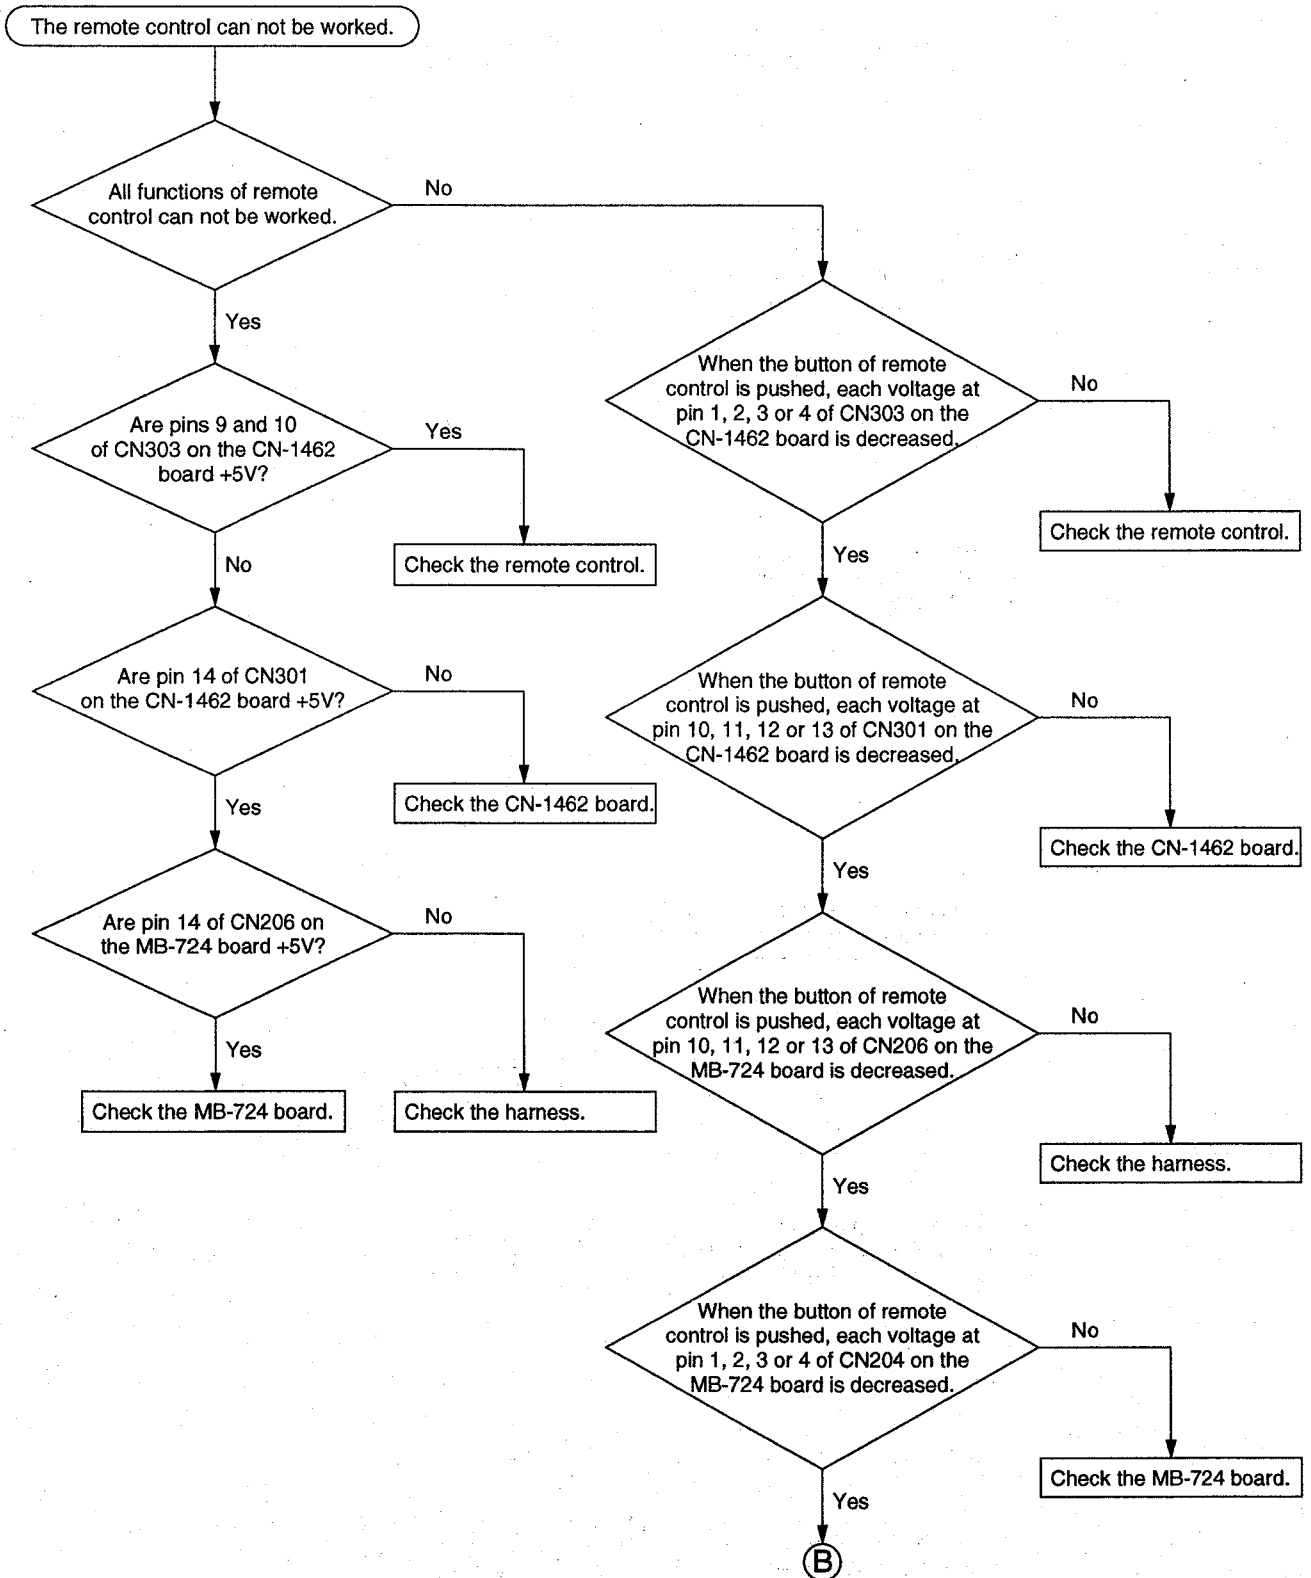 The remote control can not be worked.
All functions of remote
control can not be worked.
No
Yes
Are pins 9 and 10
of CN303 on the CN-1462
board +5V?
Yes
Check the remote control.
No
Are pin 14 of CN301
on the CN-1462 board +5V?
No
Check the CN-1462 board.
Yes
Are pin 14 of CN206 on
the MB-724 board +5V?
No
Check the harness.
Yes
Check the MB-724 board.
When the button of remote
control is pushed, each voltage at
pin 1, 2, 3 or 4 of CN303 on the
CN-1462 board is decreased.
No
Check the remote control.
Yes
When the button of remote
control is pushed, each voltage at
pin 10, 11, 12 or 13 of CN301 on the
CN-1462 board is decreased.
No
Check the CN-1462 board.
Yes
When the button of remote
control is pushed, each voltage at
pin 10, 11, 12 or 13 of CN206 on the
MB-724 board is decreased.
No
Check the harness.
Yes
When the button of remote
control is pushed, each voltage at
pin 1, 2, 3 or 4 of CN204 on the
MB-724 board is decreased.
No
Check the MB-724 board.
Yes
B